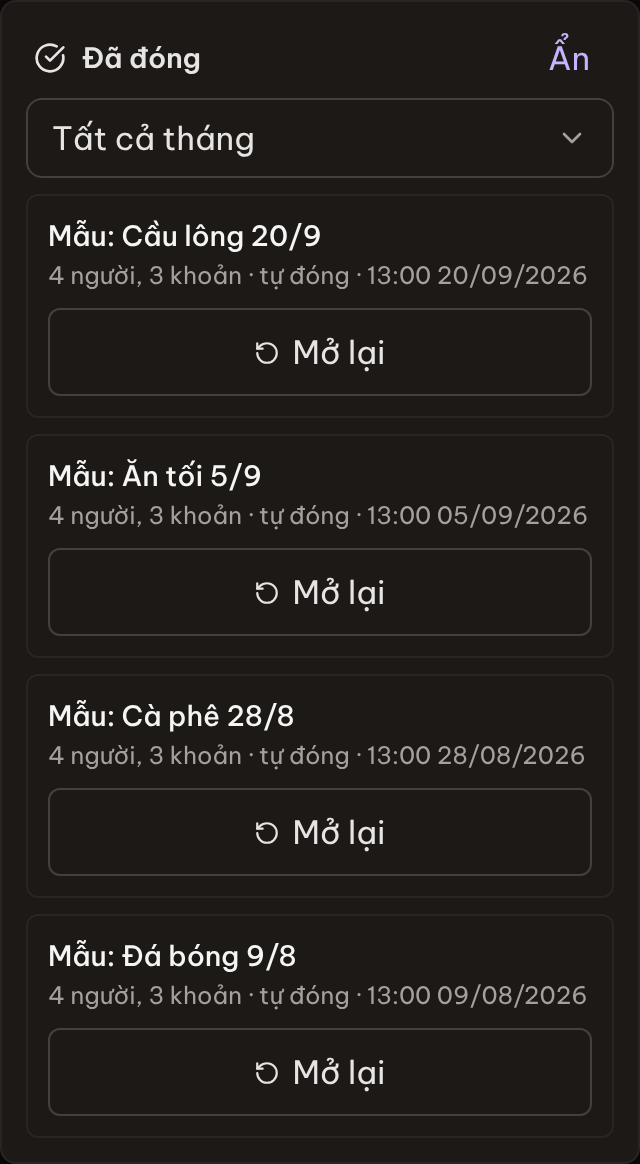 Đã đóng
Ẩn
Tất cả tháng
Mẫu: Cầu lông 20/9
4 người, 3 khoản · tự đóng · 13:00 20/09/2026
Mở lại
Mẫu: Ăn tối 5/9
4 người, 3 khoản · tự đóng · 13:00 05/09/2026
Mở lại
Mẫu: Cà phê 28/8
4 người, 3 khoản · tự đóng · 13:00 28/08/2026
Mở lại
Mẫu: Đá bóng 9/8
4 người, 3 khoản · tự đóng · 13:00 09/08/2026
Mở lại